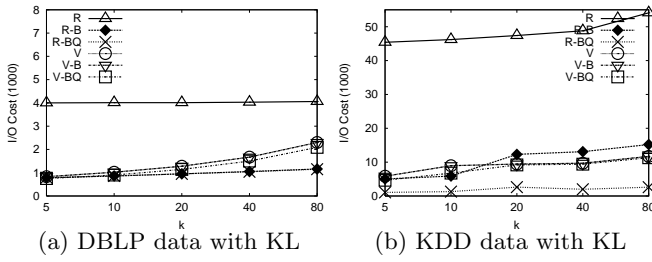 R
R-B
R-BQ
V
V-B
V-BQ
I/O Cost (1000)
8
7
6
5
4
3
2
1
0
5 10 20 40 80
k
(a) DBLP data with KL
R
R-B
R-BQ
V
V-B
V-BQ
I/O Cost (1000)
50
40
30
20
10
0
5 10 20 40 80
k
(b) KDD data with KL